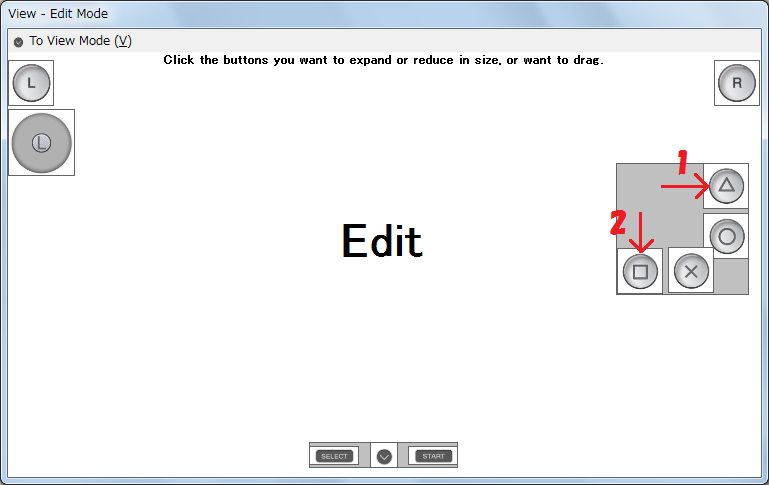 View - Edit Mode
To View Mode (V)
Click the buttons you want to expand or reduce in size, or want to drag.
L
R
L
1
2
Edit
SELECT
START